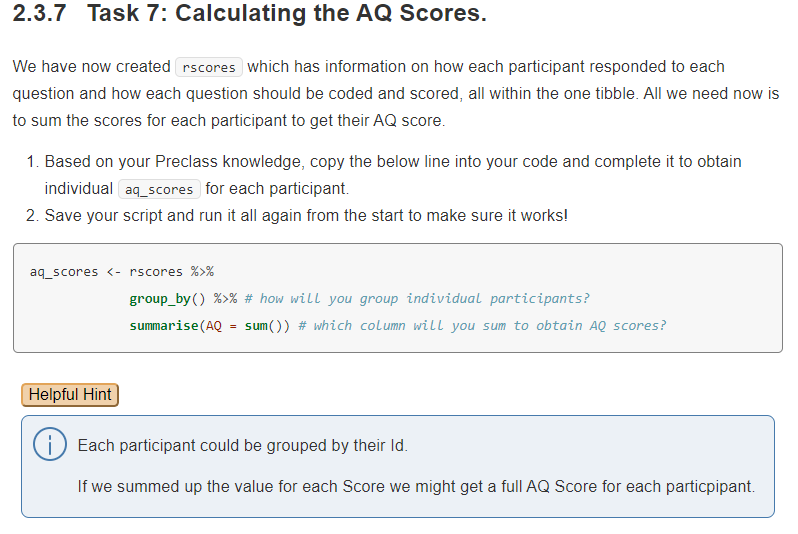 2.3.7 Task 7: Calculating the AQ Scores.
We have now created rscores which has information on how each participant responded to each
question and how each question should be coded and scored, all within the one tibble. All we need now is
to sum the scores for each participant to get their AQ score.
1. Based on your Preclass knowledge, copy the below line into your code and complete it to obtain
individual aq_scores for each participant.
2. Save your script and run it all again from the start to make sure it works!
aq_scores <- rscores %>%
group_by() %>% # how will you group individual participants?
summarise(AQ = sum()) # which column will you sum to obtain AQ scores?
Helpful Hint
Each participant could be grouped by their Id.
If we summed up the value for each Score we might get a full AQ Score for each particpipant.